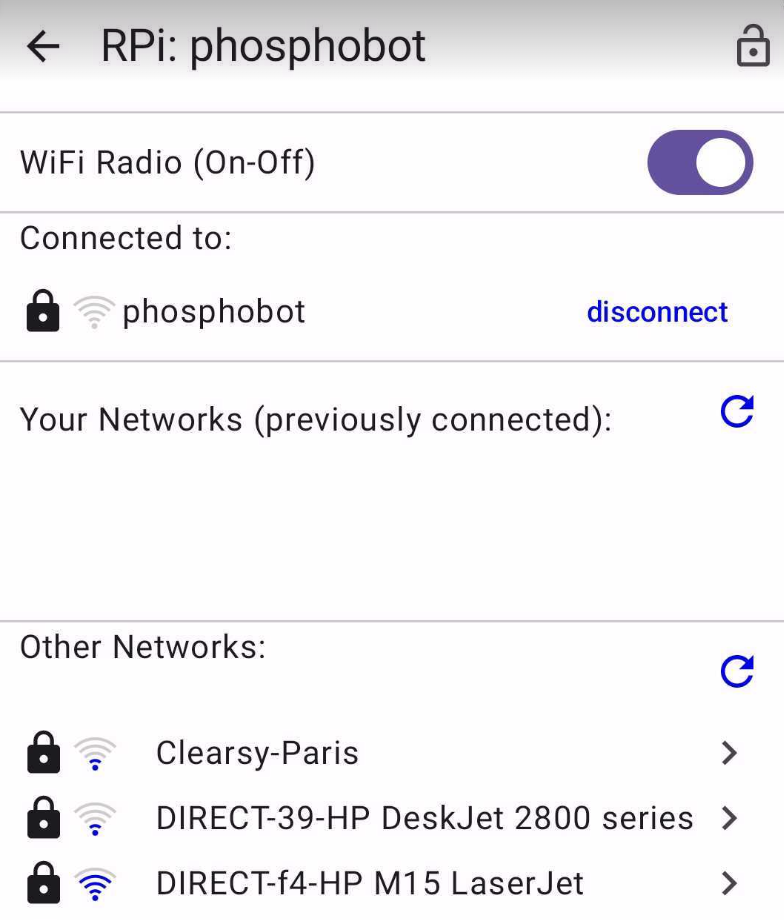 RPi: phosphobot
WiFi Radio (On-Off)
Connected to:
phosphobot disconnect
Your Networks (previously connected):
Other Networks:
Clearsy-Paris
DIRECT-39-HP DeskJet 2800 series
DIRECT-f4-HP M15 LaserJet